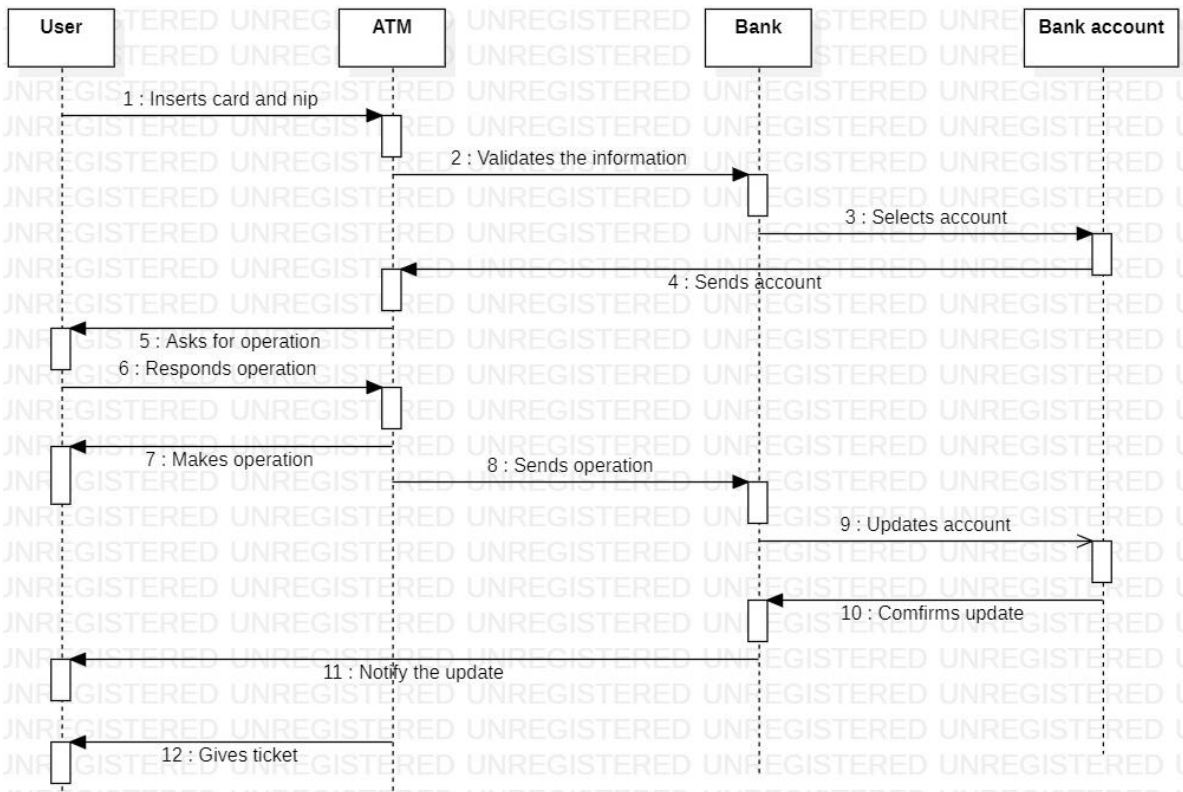 User
ATM
Bank
Bank account
1 : Inserts card and nip
2 : Validates the information
3 : Selects account
4 : Sends account
5 : Asks for operation
6 : Responds operation
7 : Makes operation
8 : Sends operation
9 : Updates account
10 : Comfirms update
11 : Notify the update
12 : Gives ticket
UNREGISTERED